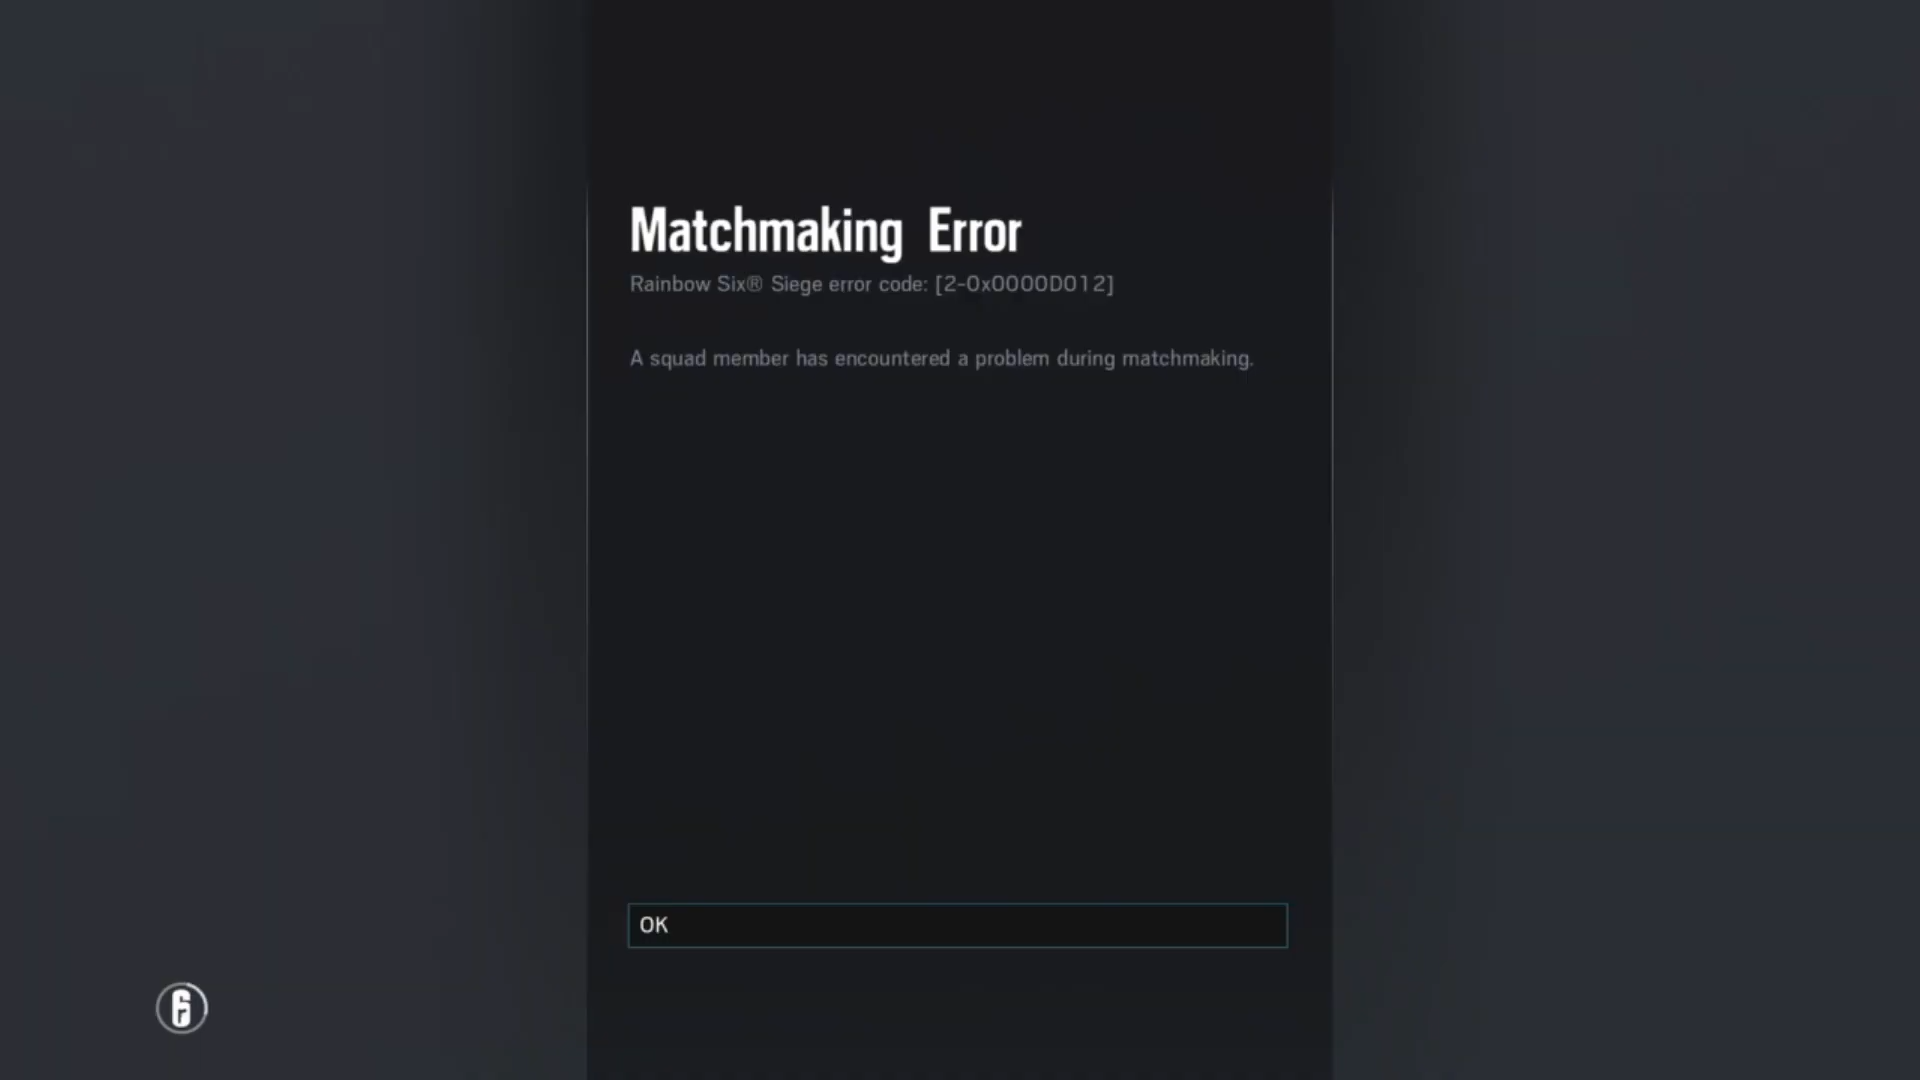 Matchmaking Error
Rainbow Six® Siege error code: [2-0x0000D012]
A squad member has encountered a problem during matchmaking.
OK